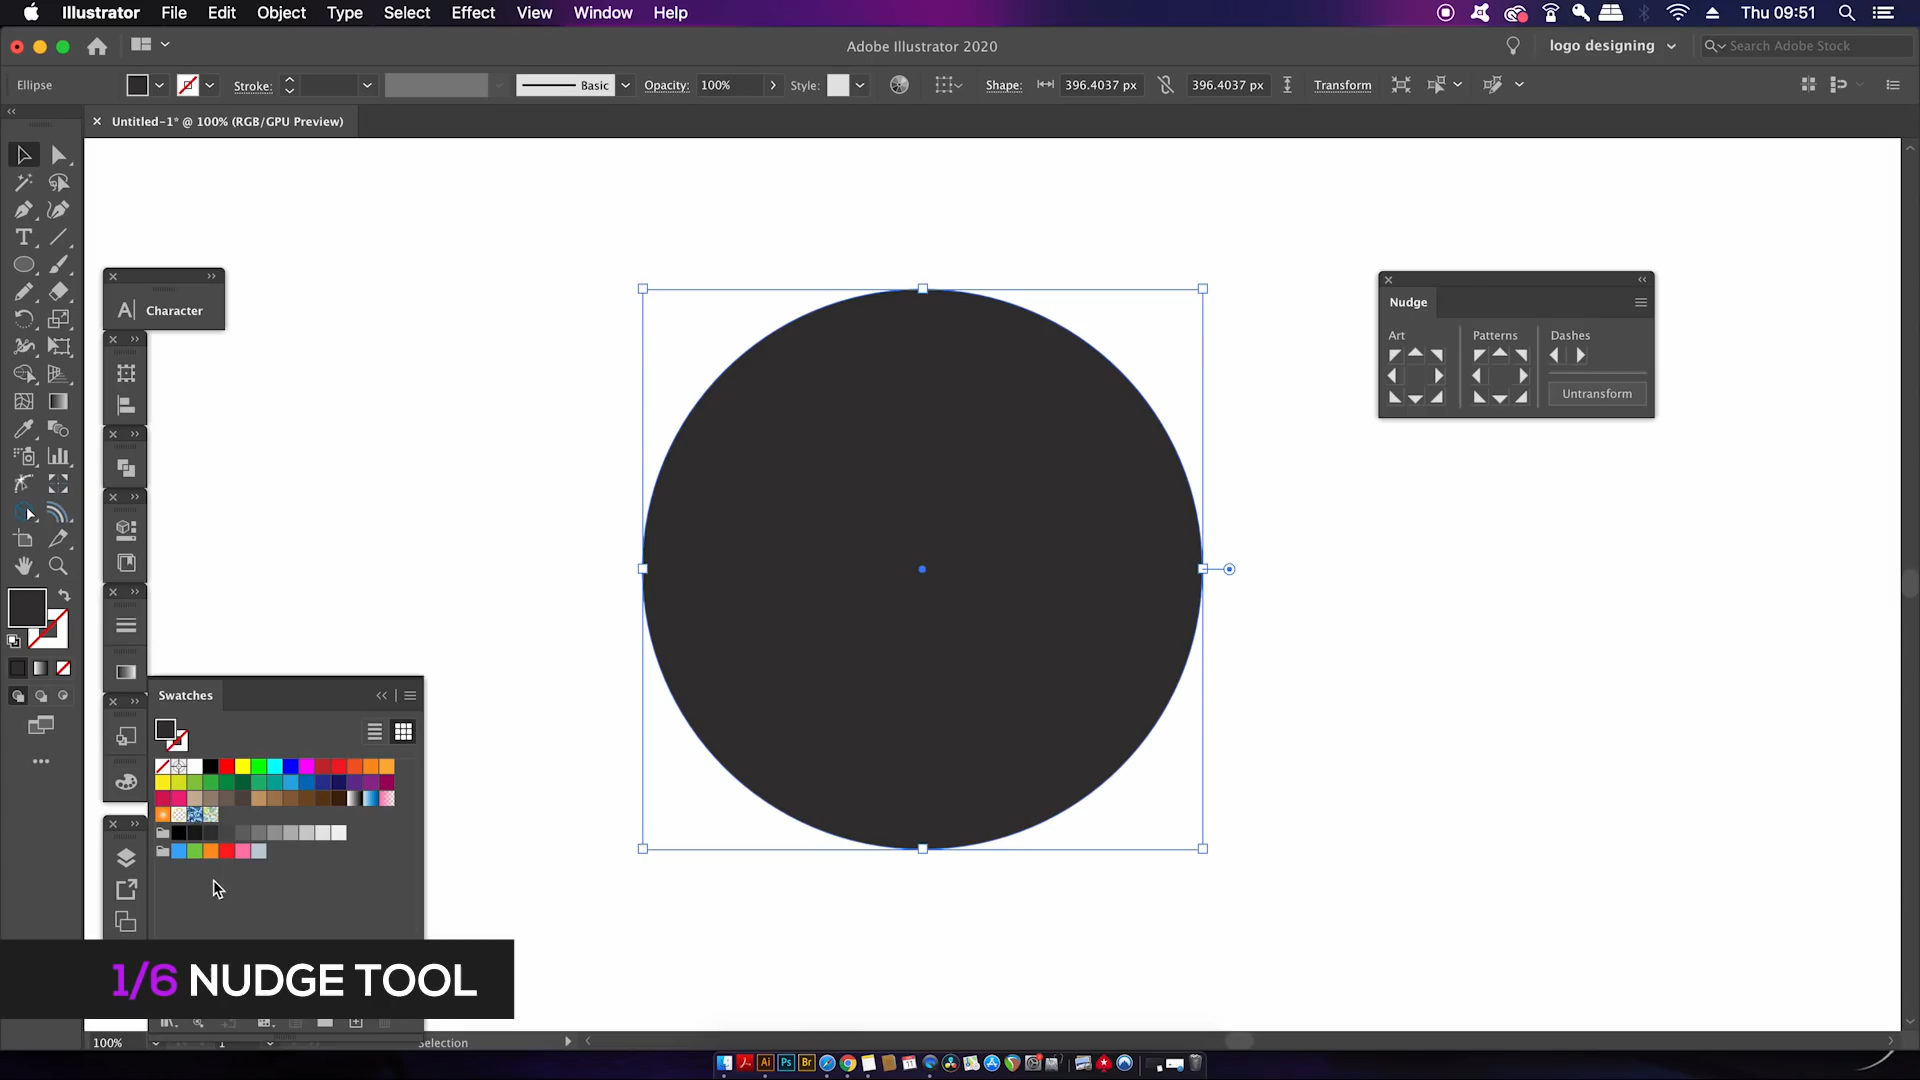 Illustrator File Edit Object Type Select Effect View Window Help Thu 09:51
Adobe Illustrator 2020 logo designing Search Adobe Stock
Ellipse Stroke: Basic Opacity: 100% Style: Shape: 396.4037 px 396.4037 px Transform
Untitled-1* @ 100% (RGB/GPU Preview)
A Character
Nudge
Art Patterns Dashes
Untransform
Swatches
1/6 NUDGE TOOL
100% 1 Selection